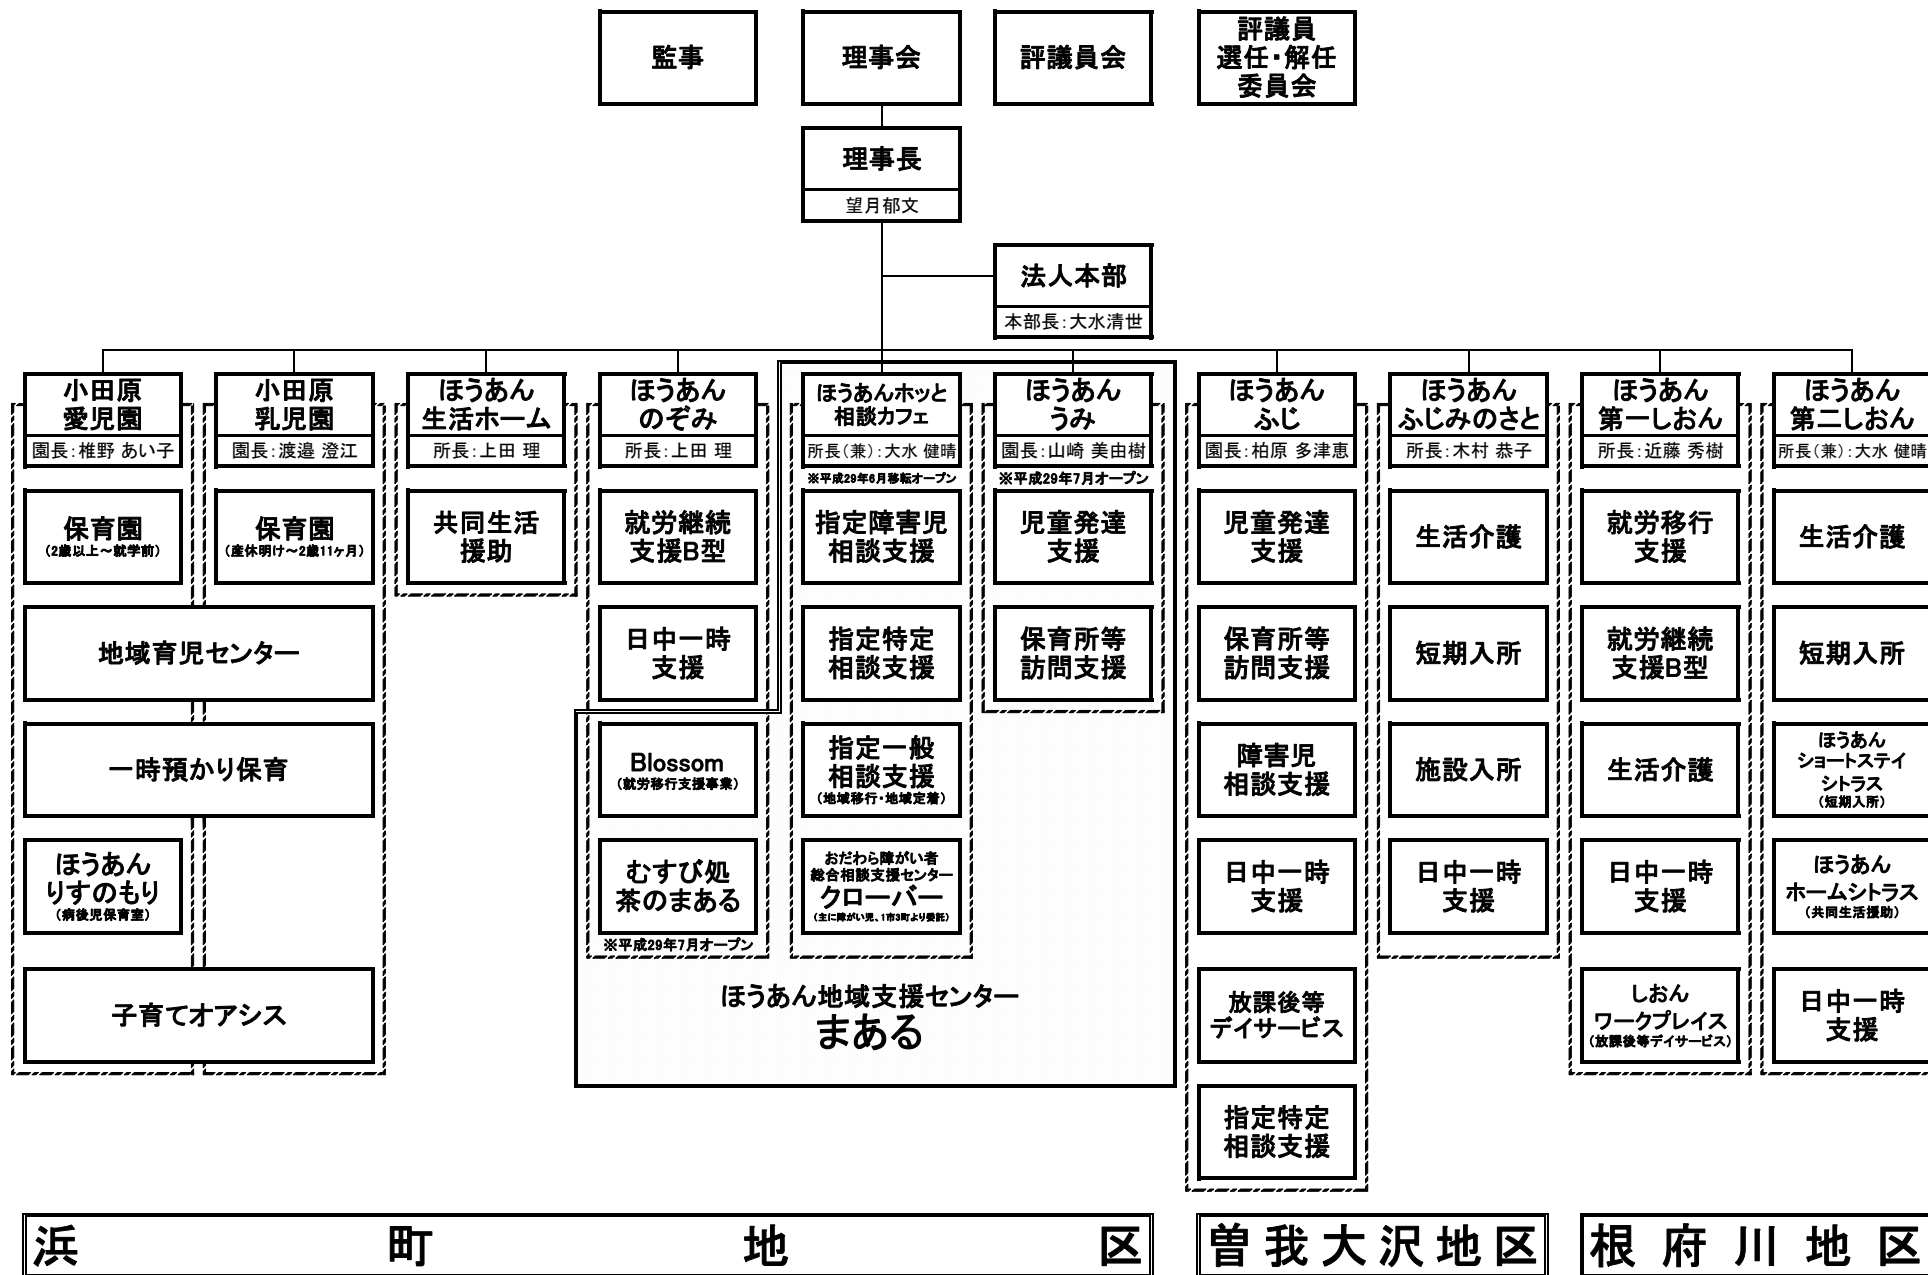 監事
理事会
評議員会
評議員
選任・解任
委員会
理事長
望月郁文
法人本部
本部長：大水清世
小田原
愛児園
園長：椎野 あい子
保育園
（2歳以上～就学前）
小田原
乳児園
園長：渡邉 澄江
保育園
（産休明け～2歳11ヶ月）
地域育児センター
一時預かり保育
ほうあん
りすのもり
（病後児保育室）
子育てオアシス
ほうあん
生活ホーム
所長：上田 理
共同生活
援助
ほうあん
のぞみ
所長：上田 理
就労継続
支援B型
日中一時
支援
Blossom
（就労移行支援事業）
むすび処
茶のまある
※平成29年7月オープン
ほうあんホッと
相談カフェ
所長（兼）：大水 健晴
※平成29年6月移転オープン
指定障害児
相談支援
指定特定
相談支援
指定一般
相談支援
（地域移行・地域定着）
おだわら障がい者
総合相談支援センター
クローバー
（主に障がい児、1市3町より委託）
ほうあん
うみ
園長：山崎 美由樹
※平成29年7月オープン
児童発達
支援
保育所等
訪問支援
ほうあん地域支援センター
まある
ほうあん
ふじ
園長：柏原 多津恵
児童発達
支援
保育所等
訪問支援
障害児
相談支援
日中一時
支援
放課後等
デイサービス
指定特定
相談支援
ほうあん
ふじみのさと
所長：木村 恭子
生活介護
短期入所
施設入所
日中一時
支援
ほうあん
第一しおん
所長：近藤 秀樹
就労移行
支援
就労継続
支援B型
生活介護
日中一時
支援
しおん
ワークプレイス
（放課後等デイサービス）
ほうあん
第二しおん
所長（兼）：大水 健晴
生活介護
短期入所
ほうあん
ショートステイ
シトラス
（短期入所）
ほうあん
ホームシトラス
（共同生活援助）
日中一時
支援
浜町地区
曽我大沢地区
根府川地区